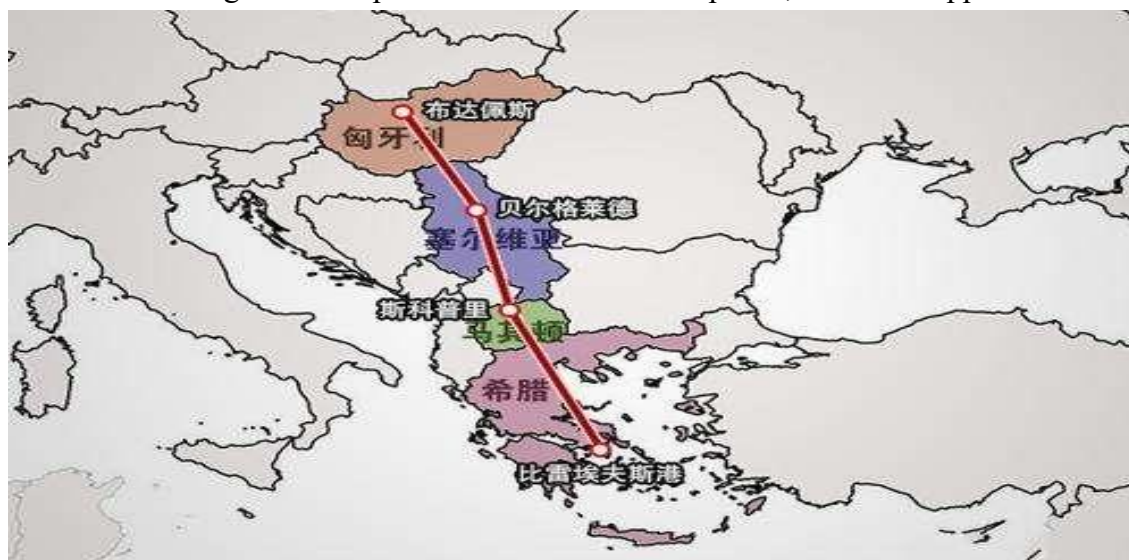 布达佩斯
匈牙利
贝尔格莱德
塞尔维亚
斯科普里
马其顿
希腊
比雷埃夫斯港